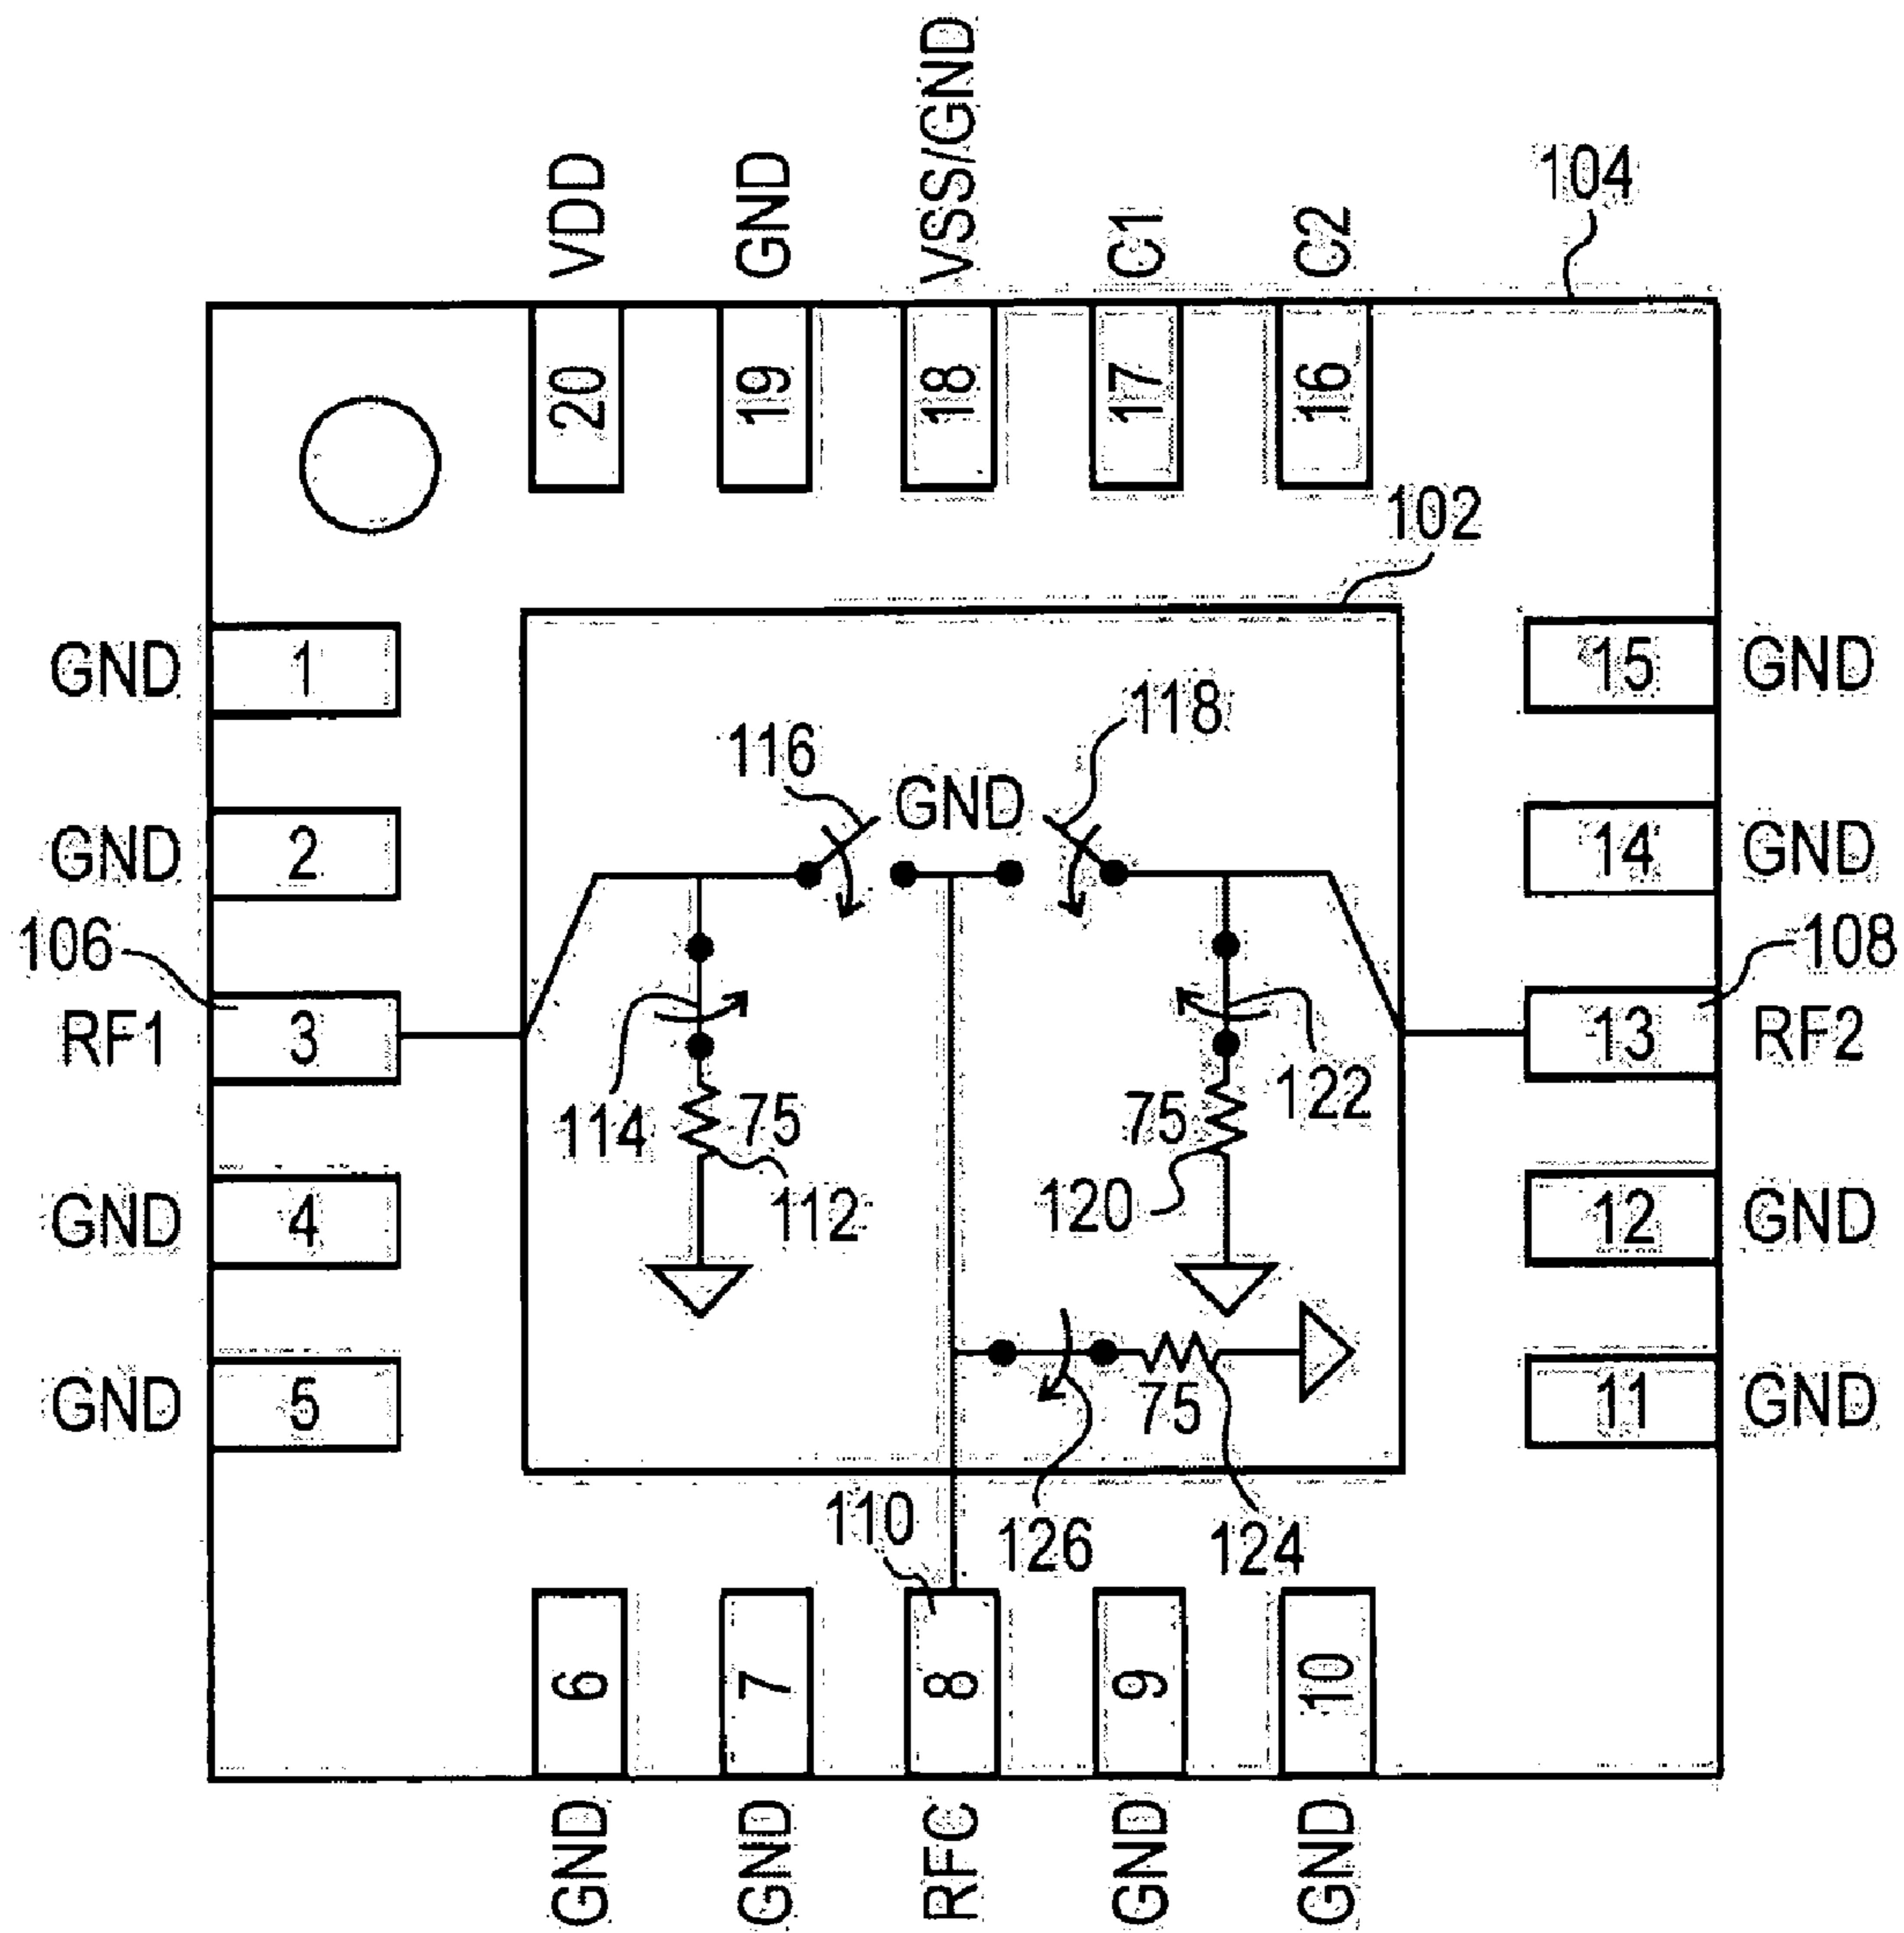 VDD
GND
VSS/GND
C1
C2
104
20
19
18
17
16
102
GND 1
15 GND
118
116
GND
GND 2
14 GND
106
108
RF1 3
13 RF2
114
75
75
122
112
120
GND 4
12 GND
GND 5
75
11 GND
110
126
124
6
7
8
9
10
GND
GND
RFC
GND
GND